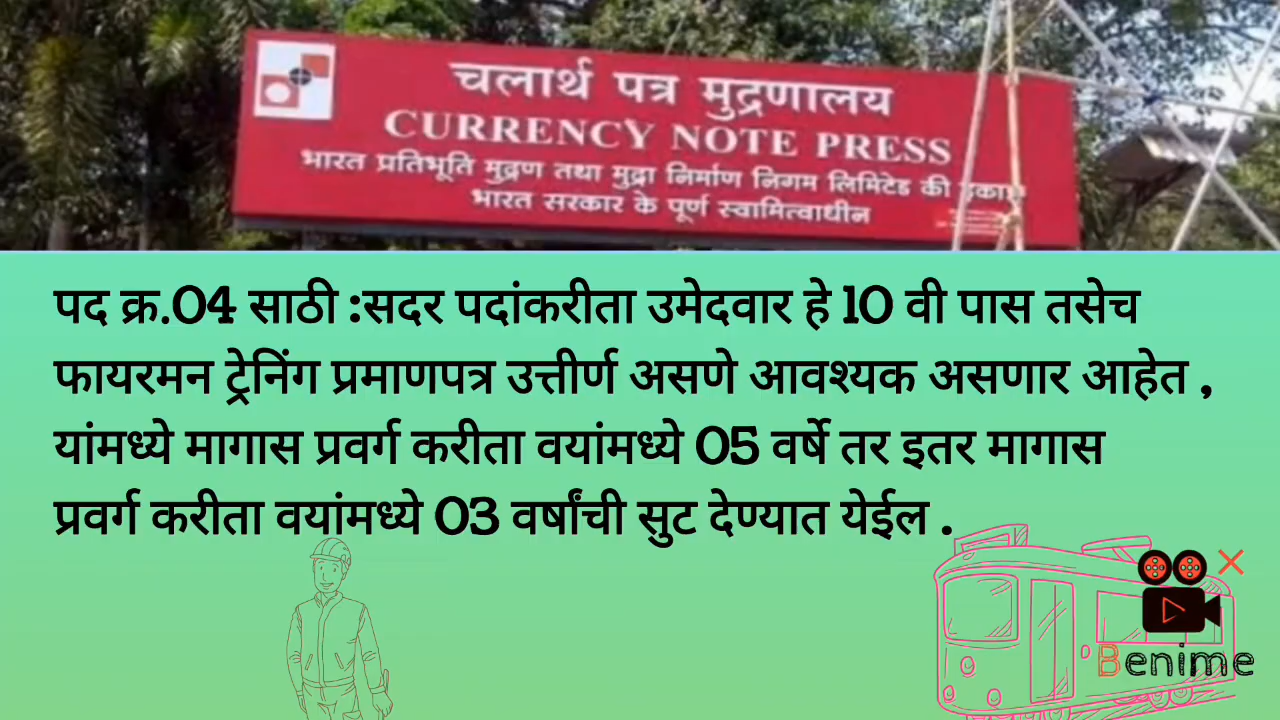 चलार्थ पत्र मुद्रणालय
CURRENCY NOTE PRESS
भारत प्रतिभूति मुद्रण तथा मुद्रा निर्माण निगम लिमिटेड की
भारत सरकार के पूर्ण स्वामित्वाधीन
पद क्र.04 साठी :सदर पदांकरीता उमेदवार हे 10 वी पास तसेच
फायरमन ट्रेनिंग प्रमाणपत्र उत्तीर्ण असणे आवश्यक असणार आहेत ,
यांमध्ये मागास प्रवर्ग करीता वयांमध्ये 05 वर्षे तर इतर मागास
प्रवर्ग करीता वयांमध्ये 03 वर्षांची सुट देण्यात येईल .
Benime